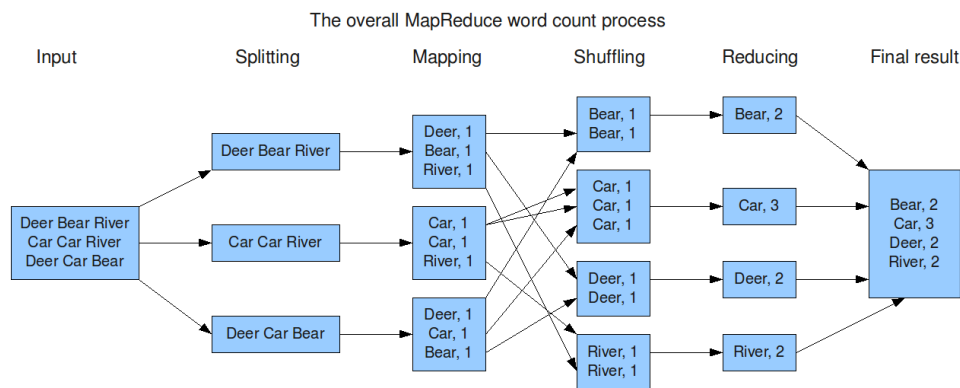 The overall MapReduce word count process
Input
Splitting
Mapping
Shuffling
Reducing
Final result
Deer Bear River
Car Car River
Deer Car Bear
Deer Bear River
Car Car River
Deer Car Bear
Deer, 1
Bear, 1
River, 1
Car, 1
Car, 1
River, 1
Deer, 1
Car, 1
Bear, 1
Bear, 1
Bear, 1
Car, 1
Car, 1
Car, 1
Deer, 1
Deer, 1
River, 1
River, 1
Bear, 2
Car, 3
Deer, 2
River, 2
Bear, 2
Car, 3
Deer, 2
River, 2